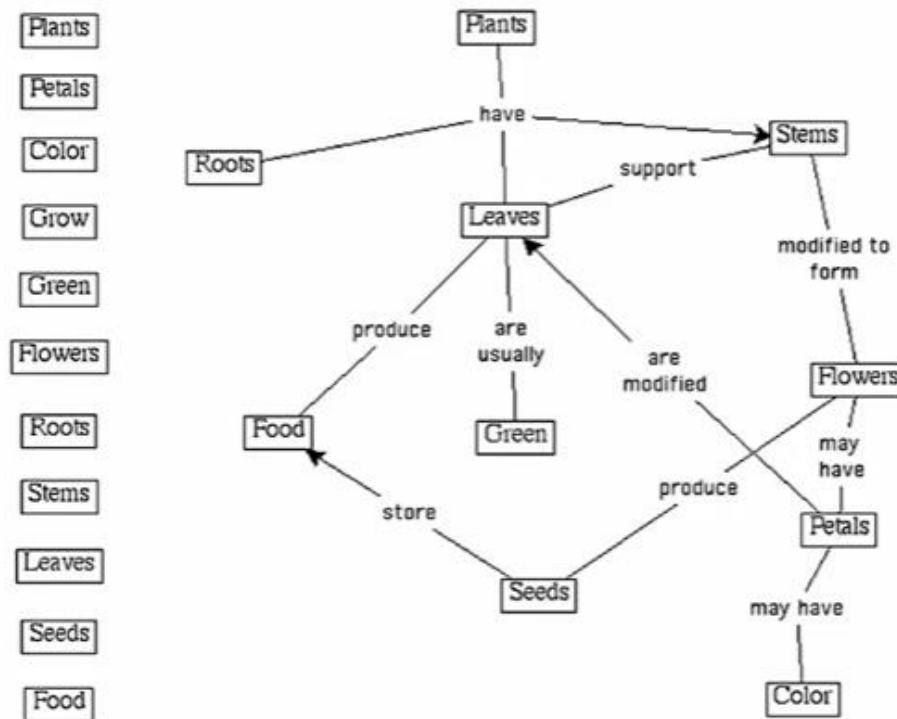 Plants
Petals
Color
Grow
Green
Flowers
Roots
Stems
Leaves
Seeds
Food
Plants
have
Roots
Stems
support
Leaves
modified to
form
produce
are
usually
are
modified
Flowers
Food
Green
may
have
produce
store
Petals
Seeds
may have
Color